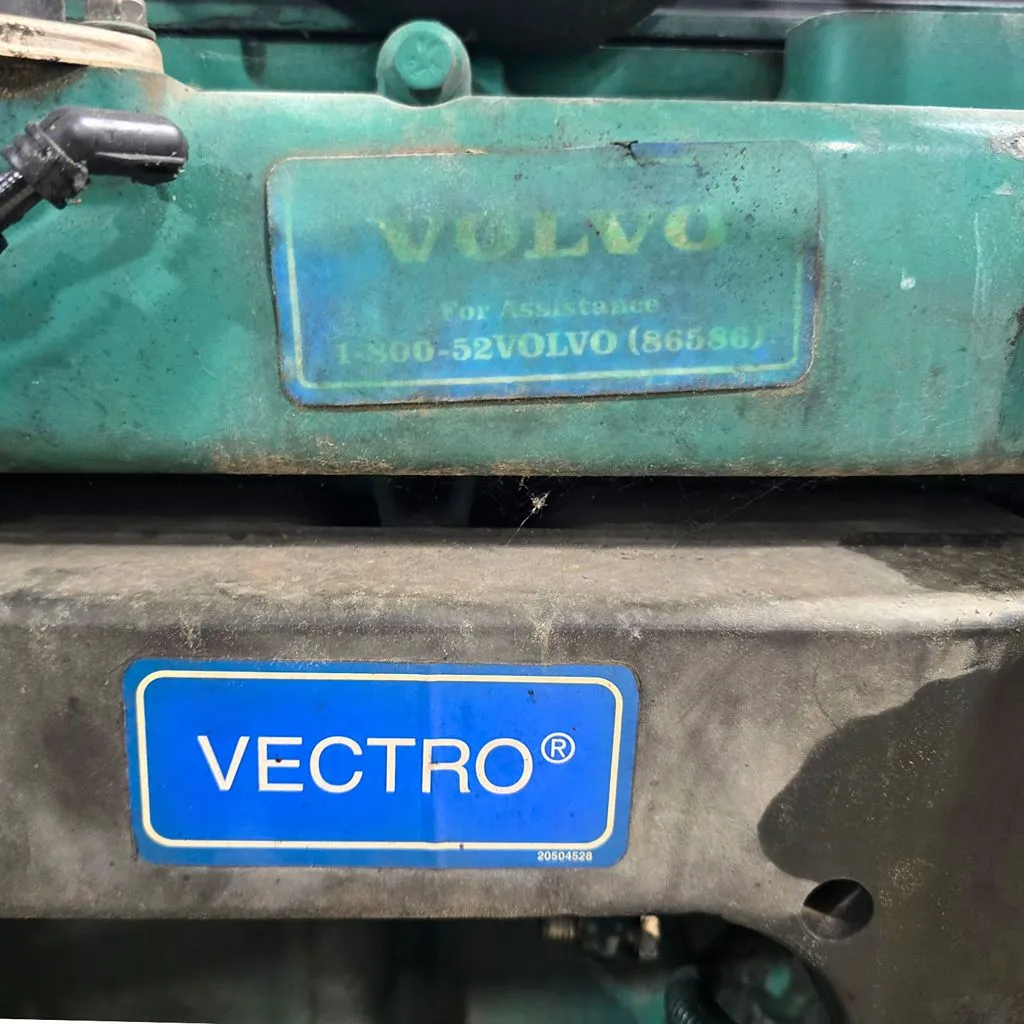 VOLVO
For Assistance
1-800-52VOLVO (86586)
VECTRO®
20504528